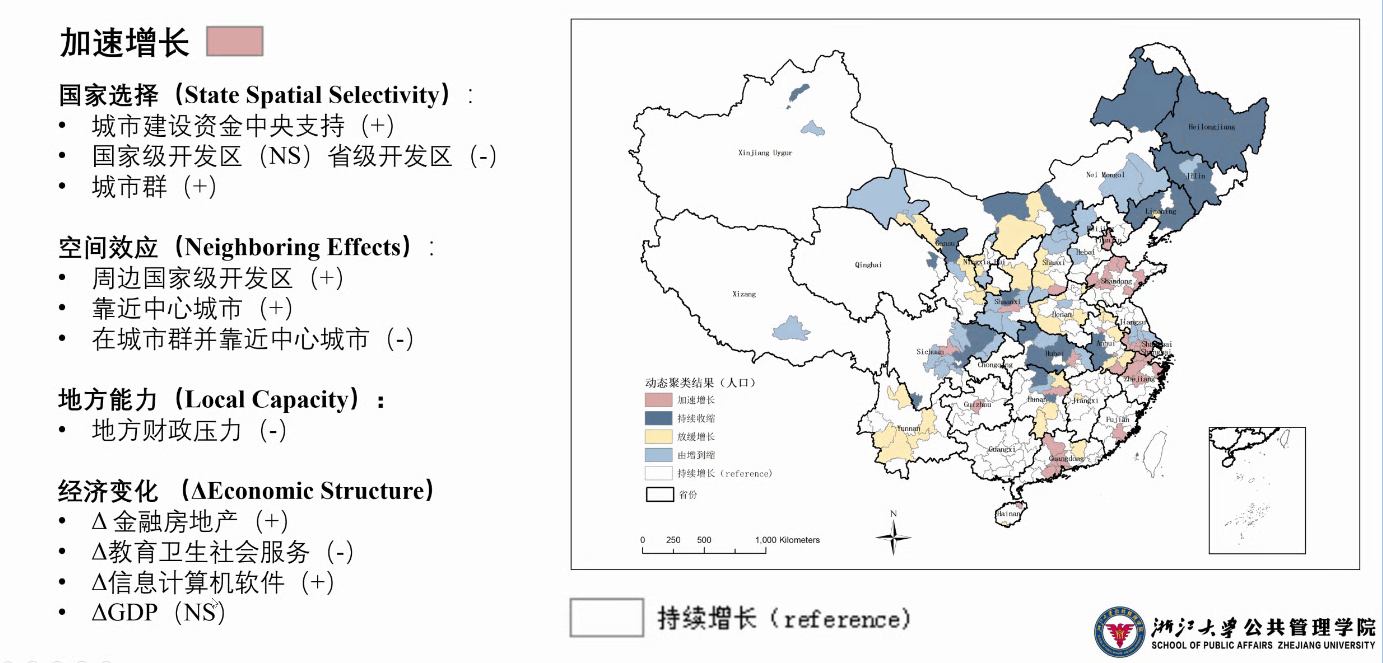 加速增长
国家选择（State Spatial Selectivity）:
• 城市建设资金中央支持（+）
• 国家级开发区（NS）省级开发区（-）
• 城市群（+）
空间效应（Neighboring Effects）:
• 周边国家级开发区（+）
• 靠近中心城市（+）
• 在城市群并靠近中心城市（-）
地方能力（Local Capacity）:
• 地方财政压力（-）
经济变化 （ΔEconomic Structure）
• Δ 金融房地产（+）
• Δ教育卫生社会服务（-）
• Δ信息计算机软件（+）
• ΔGDP（NS）
Heilongjiang
Xinjiang Uygur
Nei Mongol
Jilin
Liaoning
Qinghai
Shanxi
Hebei
Shandong
Xizang
Shaanxi
Henan
Jiangsu
Anhui
Sichuan
Hubei
Chongqing
Zhejiang
Hunan
Jiangxi
Guizhou
Fujian
Yunnan
Guangxi
Guangdong
Hainan
动态聚类结果（人口）
加速增长
持续收缩
放缓增长
由增到缩
持续增长（reference）
省份
N
0 250 500 1,000 Kilometers
持续增长（reference）
浙江大学公共管理学院
SCHOOL OF PUBLIC AFFAIRS ZHEJIANG UNIVERSITY